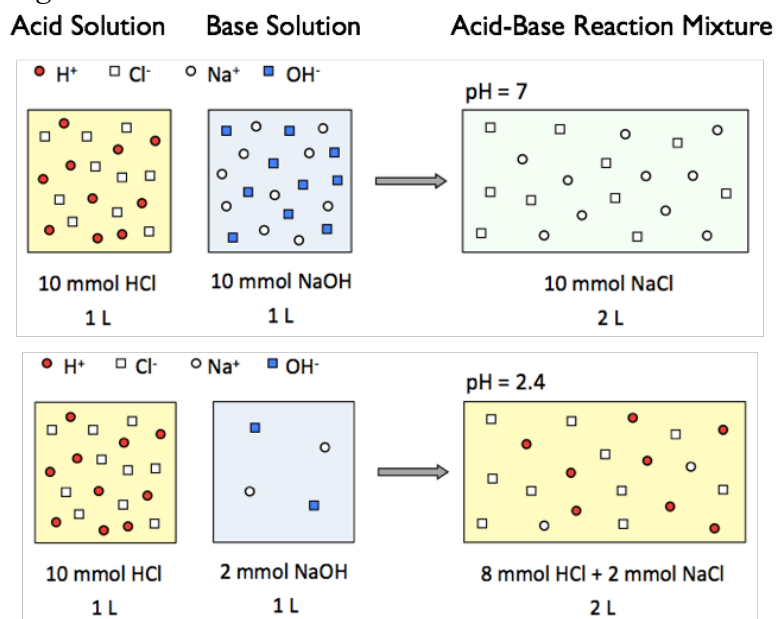 Acid Solution Base Solution Acid-Base Reaction Mixture
H⁺ Cl⁻ Na⁺ OH⁻
pH = 7
10 mmol HCl 10 mmol NaOH 10 mmol NaCl
1 L 1 L 2 L
H⁺ Cl⁻ Na⁺ OH⁻
pH = 2.4
10 mmol HCl 2 mmol NaOH 8 mmol HCl + 2 mmol NaCl
1 L 1 L 2 L